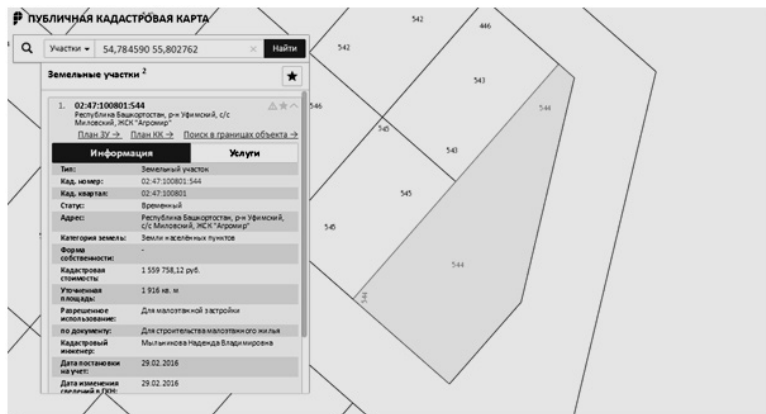 ПУБЛИЧНАЯ КАДАСТРОВАЯ КАРТА
Участки 54,784590 55,802762 × Найти
Земельные участки 2
1. 02:47:100801:544
Республика Башкортостан, р-н Уфимский, с/с
Миловский, ЖСК "Агромир"
План ЗУ → План КК → Поиск в границах объекта →
Информация Услуги
Тип: Земельный участок
Кад. номер: 02:47:100801:544
Кад. квартал: 02:47:100801
Статус: Временный
Адрес: Республика Башкортостан, р-н Уфимский,
с/с Миловский, ЖСК "Агромир"
Категория земель: Земли населённых пунктов
Форма
собственности: -
Кадастровая
стоимость: 1 559 758,12 руб.
Уточненная
площадь: 1 916 кв. м
Разрешенное
использование: Для малоэтажной застройки
по документу: Для строительства малоэтажного жилья
Кадастровый
инженер: Мыльникова Надежда Владимировна
Дата постановки
на учет: 29.02.2016
Дата изменения
сведений в ГКН: 29.02.2016
542
446
542
543
544
546
545
543
545
545
544
544